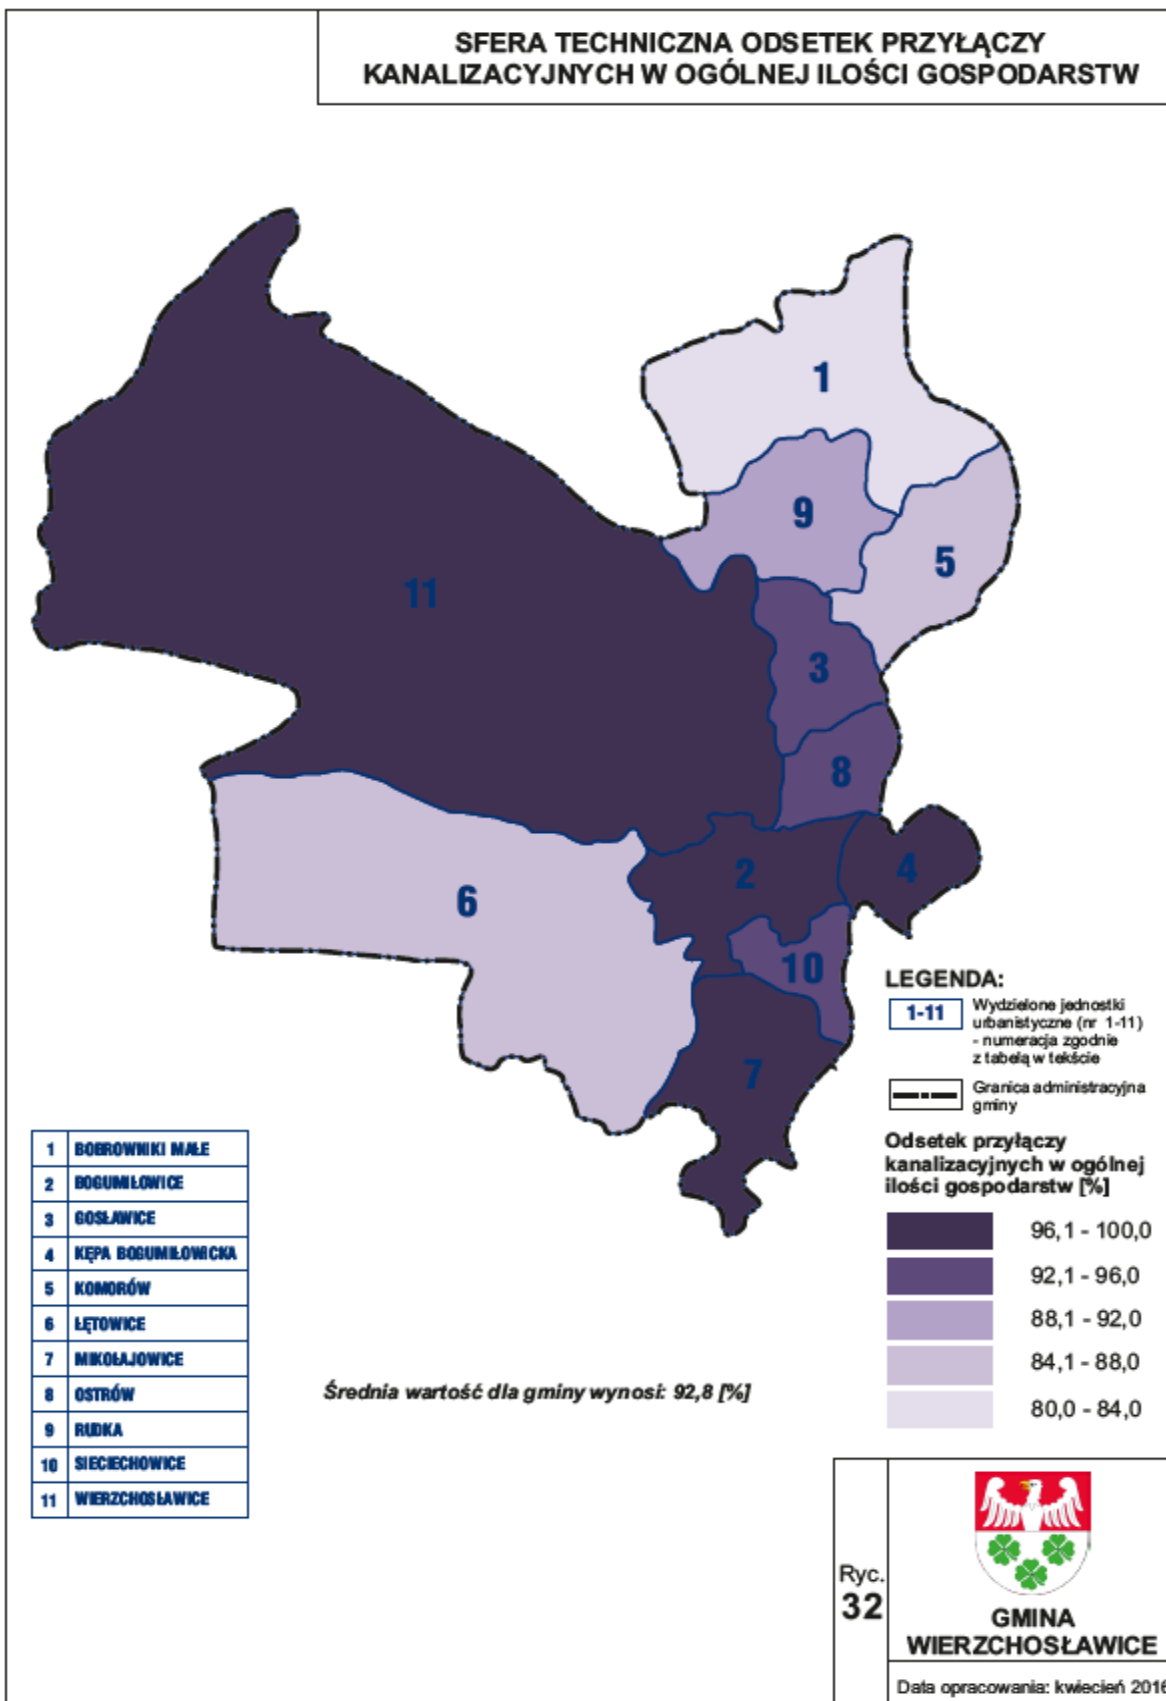 SFERA TECHNICZNA ODSETEK PRZYŁĄCZY
KANALIZACYJNYCH W OGÓLNEJ ILOŚCI GOSPODARSTW
1
9
5
11
3
8
2
4
6
10
7
LEGENDA:
1-11 Wydzielone jednostki
urbanistyczne (nr 1-11)
- numeracja zgodnie
z tabelą w tekście
Granica administracyjna
gminy
Odsetek przyłączy
kanalizacyjnych w ogólnej
ilości gospodarstw [%]
96,1 - 100,0
92,1 - 96,0
88,1 - 92,0
84,1 - 88,0
80,0 - 84,0
1 BOBROWNIKI MAŁE
2 BOGUMIŁOWICE
3 GOSŁAWICE
4 KĘPA BOGUMIŁOWICKA
5 KOMORÓW
6 ŁĘTOWICE
7 MIKOŁAJOWICE
8 OSTRÓW
9 RUDKA
10 SIECIECHOWICE
11 WIERZCHOSŁAWICE
Średnia wartość dla gminy wynosi: 92,8 [%]
Ryc.
32
GMINA
WIERZCHOSŁAWICE
Data opracowania: kwiecień 2016